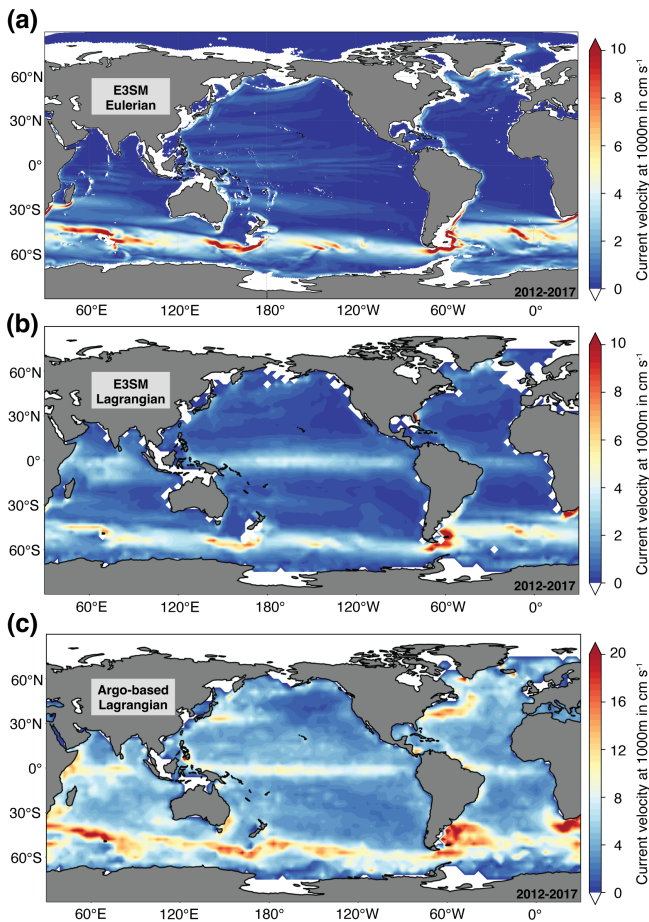 (a)
E3SM
Eulerian
60°N
30°N
0°
30°S
60°S
60°E
120°E
180°
120°W
60°W
0°
2012-2017
10
8
6
4
2
0
Current velocity at 1000m in cm s⁻¹
(b)
E3SM
Lagrangian
60°N
30°N
0°
30°S
60°S
60°E
120°E
180°
120°W
60°W
0°
2012-2017
10
8
6
4
2
0
Current velocity at 1000m in cm s⁻¹
(c)
Argo-based
Lagrangian
60°N
30°N
0°
30°S
60°S
60°E
120°E
180°
120°W
60°W
0°
2012-2017
20
16
12
8
4
0
Current velocity at 1000m in cm s⁻¹